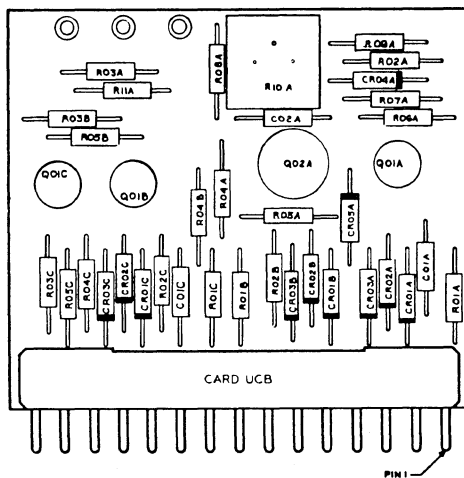 R09A
R02A
R03A
R08A
CR04A
R11A
R10A
R07A
R03B
C02A
R06A
R05B
Q01C
Q01B
Q02A
Q01A
R04B
R04A
R05A
CR05A
R03C
R05C
R04C
CR03C
CR02C
CR01C
R02C
C01C
R01C
R01B
R02B
CR03B
CR02B
CR01B
CR03A
CR02A
CR01A
C01A
R01A
CARD UCB
PIN 1